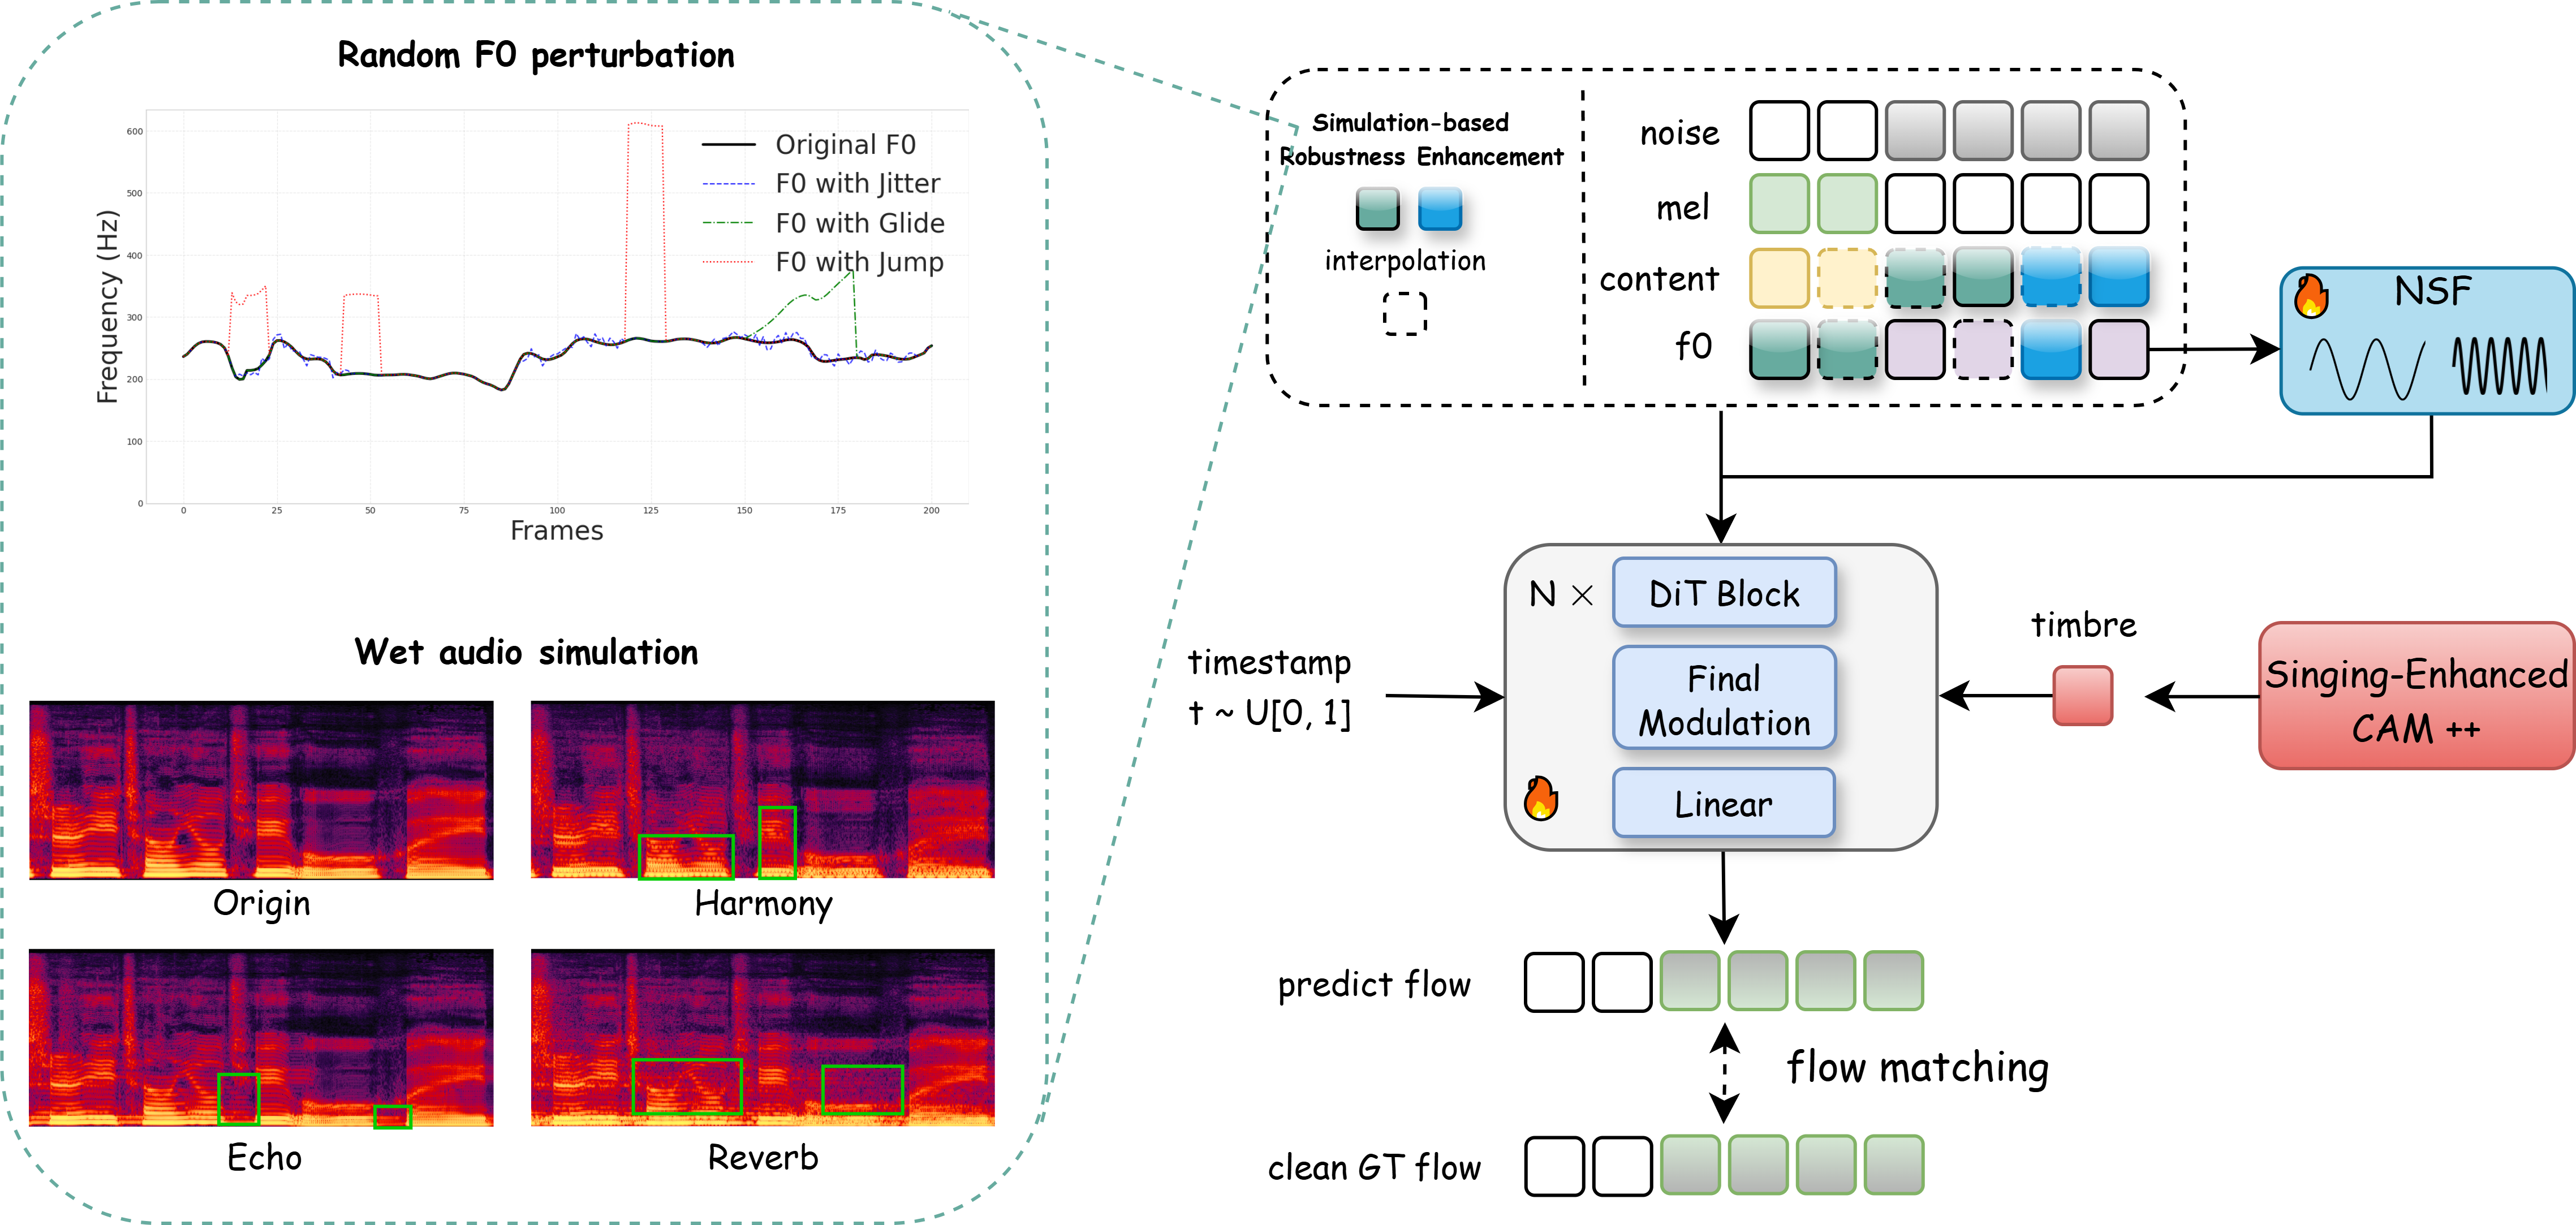 Random F0 perturbation
600
500
400
300
200
100
0
Frequency (Hz)
0 25 50 75 100 125 150 175 200
Frames
Original F0
F0 with Jitter
F0 with Glide
F0 with Jump
Wet audio simulation
Origin
Harmony
Echo
Reverb
Simulation-based
Robustness Enhancement
interpolation
noise
mel
content
f0
NSF
N ×
DiT Block
Final
Modulation
Linear
timestamp
t ~ U[0, 1]
timbre
Singing-Enhanced
CAM ++
predict flow
flow matching
clean GT flow